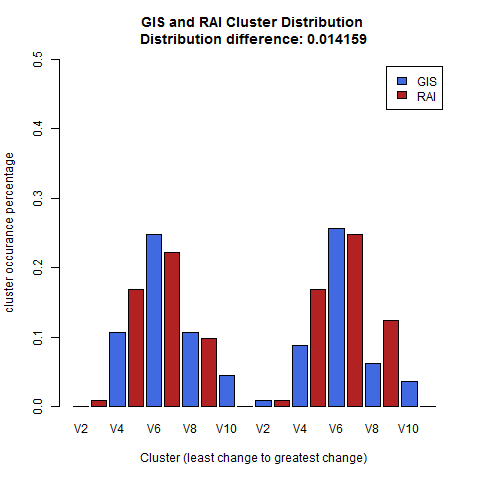 GIS and RAI Cluster Distribution
Distribution difference: 0.014159
GIS
RAI
cluster occurance percentage
0.5
0.4
0.3
0.2
0.1
0.0
V2 V4 V6 V8 V10 V2 V4 V6 V8 V10
Cluster (least change to greatest change)